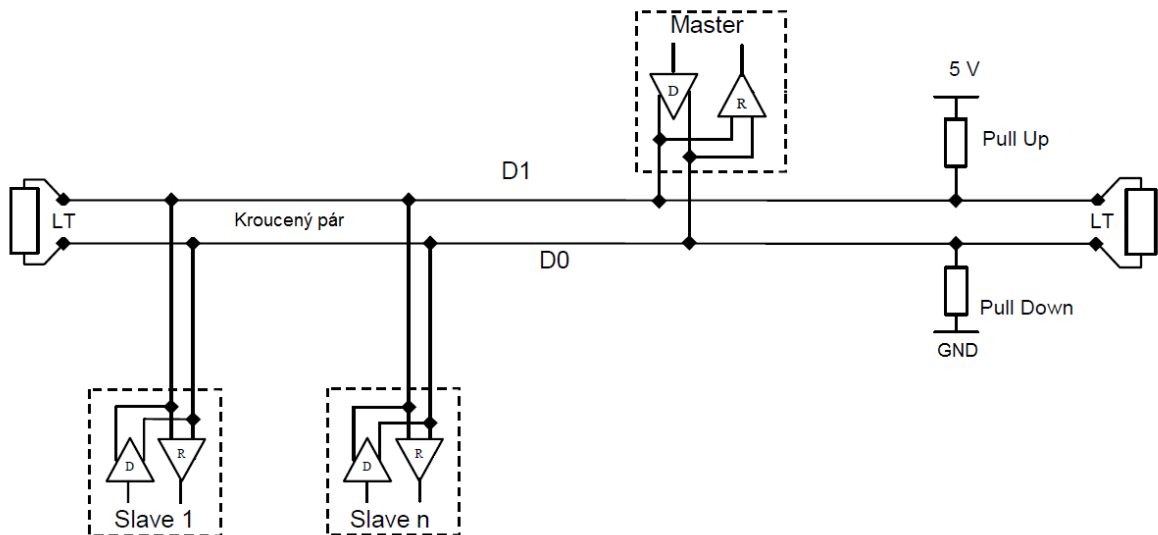 Master
D
R
5 V
Pull Up
D1
LT
Kroucený pár
LT
D0
Pull Down
GND
D
R
D
R
Slave 1
Slave n